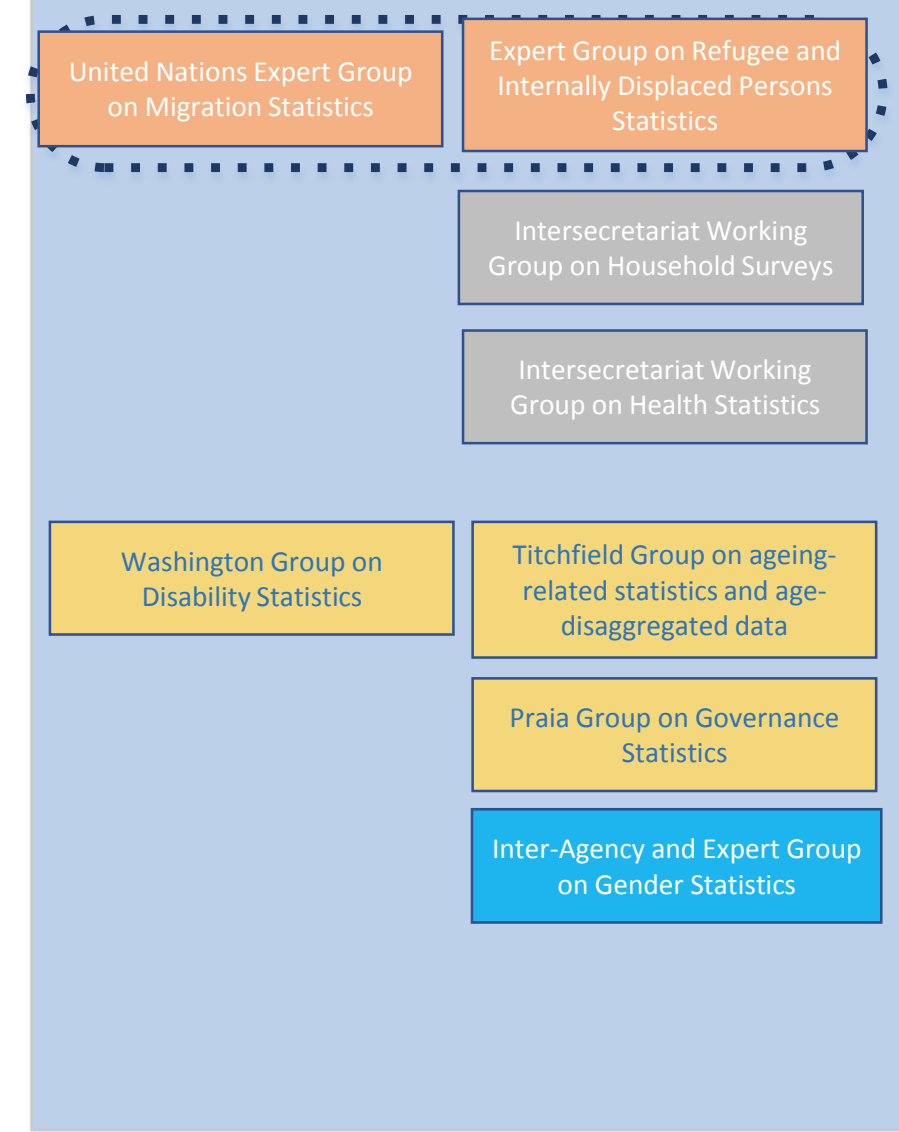 United Nations Expert Group
on Migration Statistics
Expert Group on Refugee and
Internally Displaced Persons
Statistics
Intersecretariat Working
Group on Household Surveys
Intersecretariat Working
Group on Health Statistics
Washington Group on
Disability Statistics
Titchfield Group on ageing-
related statistics and age-
disaggregated data
Praia Group on Governance
Statistics
Inter-Agency and Expert Group
on Gender Statistics